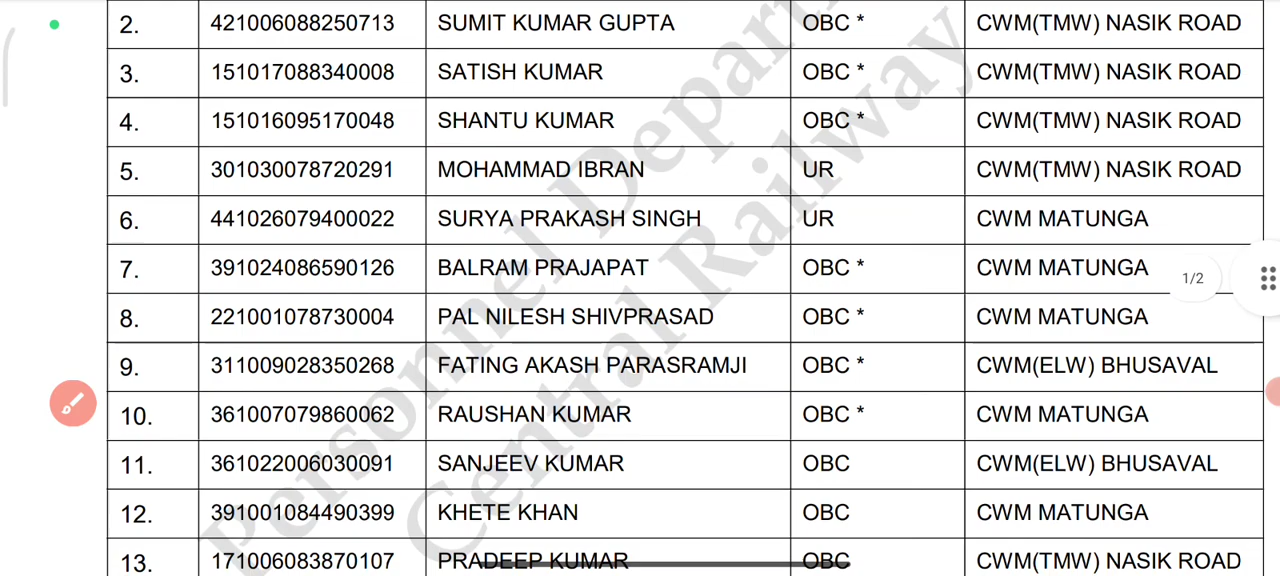 2. 421006088250713 SUMIT KUMAR GUPTA OBC * CWM(TMW) NASIK ROAD
3. 151017088340008 SATISH KUMAR OBC * CWM(TMW) NASIK ROAD
4. 151016095170048 SHANTU KUMAR OBC * CWM(TMW) NASIK ROAD
5. 301030078720291 MOHAMMAD IBRAN UR CWM(TMW) NASIK ROAD
6. 441026079400022 SURYA PRAKASH SINGH UR CWM MATUNGA
7. 391024086590126 BALRAM PRAJAPAT OBC * CWM MATUNGA
1/2
8. 221001078730004 PAL NILESH SHIVPRASAD OBC * CWM MATUNGA
9. 311009028350268 FATING AKASH PARASRAMJI OBC * CWM(ELW) BHUSAVAL
10. 361007079860062 RAUSHAN KUMAR OBC * CWM MATUNGA
11. 361022006030091 SANJEEV KUMAR OBC CWM(ELW) BHUSAVAL
12. 391001084490399 KHETE KHAN OBC CWM MATUNGA
13. 171006083870107 PRADEEP KUMAR OBC CWM(TMW) NASIK ROAD
Personnel
Central Railway